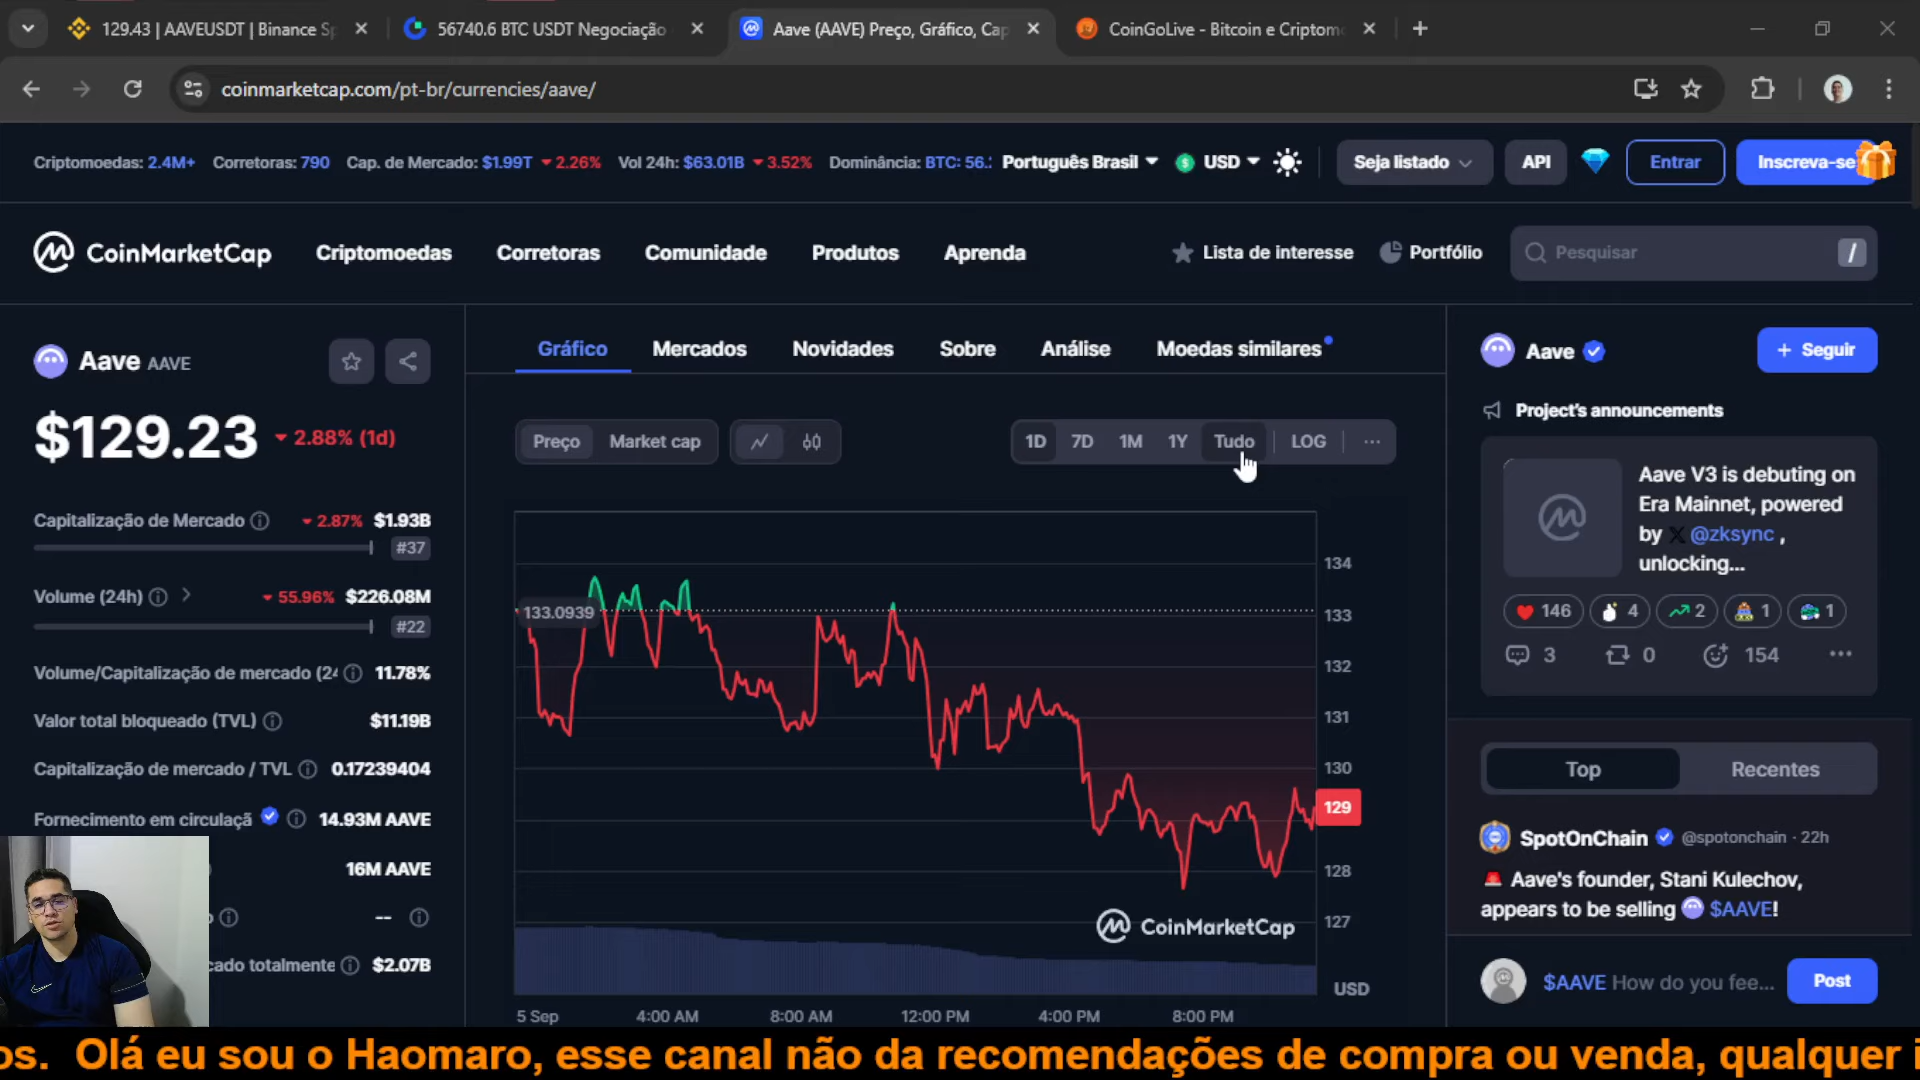 129.43 | AAVEUSDT | Binance Sp
56740.6 BTC USDT Negociação
Aave (AAVE) Preço, Gráfico, Cap
CoinGoLive - Bitcoin e Criptomo
coinmarketcap.com/pt-br/currencies/aave/
Criptomoedas: 2.4M+ Corretoras: 790 Cap. de Mercado: $1.99T 2.26% Vol 24h: $63.01B 3.52% Dominância: BTC: 56.
Português Brasil USD Seja listado API Entrar Inscreva-se
CoinMarketCap Criptomoedas Corretoras Comunidade Produtos Aprenda Lista de interesse Portfólio Pesquisar /
Aave AAVE
$129.23 2.88% (1d)
Capitalização de Mercado 2.87% $1.93B
#37
Volume (24h) 55.96% $226.08M
#22
Volume/Capitalização de mercado (24 11.78%
Valor total bloqueado (TVL) $11.19B
Capitalização de mercado / TVL 0.17239404
Fornecimento em circulaçã 14.93M AAVE
16M AAVE
o --
cado totalmente $2.07B
Gráfico Mercados Novidades Sobre Análise Moedas similares
Preço Market cap 1D 7D 1M 1Y Tudo LOG ...
133.0939
134
133
132
131
130
129
128
127
CoinMarketCap
USD
5 Sep 4:00 AM 8:00 AM 12:00 PM 4:00 PM 8:00 PM
Aave + Seguir
Project's announcements
Aave V3 is debuting on
Era Mainnet, powered
by X @zksync ,
unlocking...
146 4 2 1 1
3 0 154 ...
Top Recentes
SpotOnChain @spotonchain · 22h
Aave's founder, Stani Kulechov,
appears to be selling $AAVE!
$AAVE How do you fee... Post
os. Olá eu sou o Haomaro, esse canal não da recomendações de compra ou venda, qualquer i